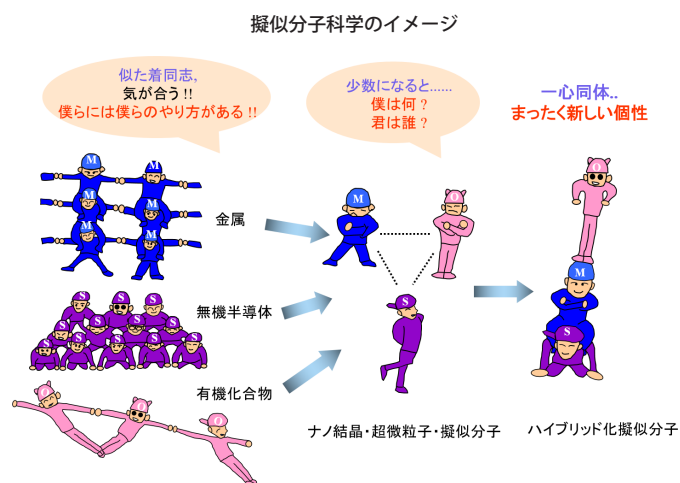 擬似分子科学のイメージ
似た着同志,
気が合う!!
僕らには僕らのやり方がある!!
少数になると......
僕は何?
君は誰?
一心同体..
まったく新しい個性
M
M
M
M
M
M
金属
M
O
S
O
M
S
無機半導体
S
S
S
S
S
S
S
S
S
S
S
有機化合物
O
O
O
ナノ結晶・超微粒子・擬似分子
ハイブリッド化擬似分子